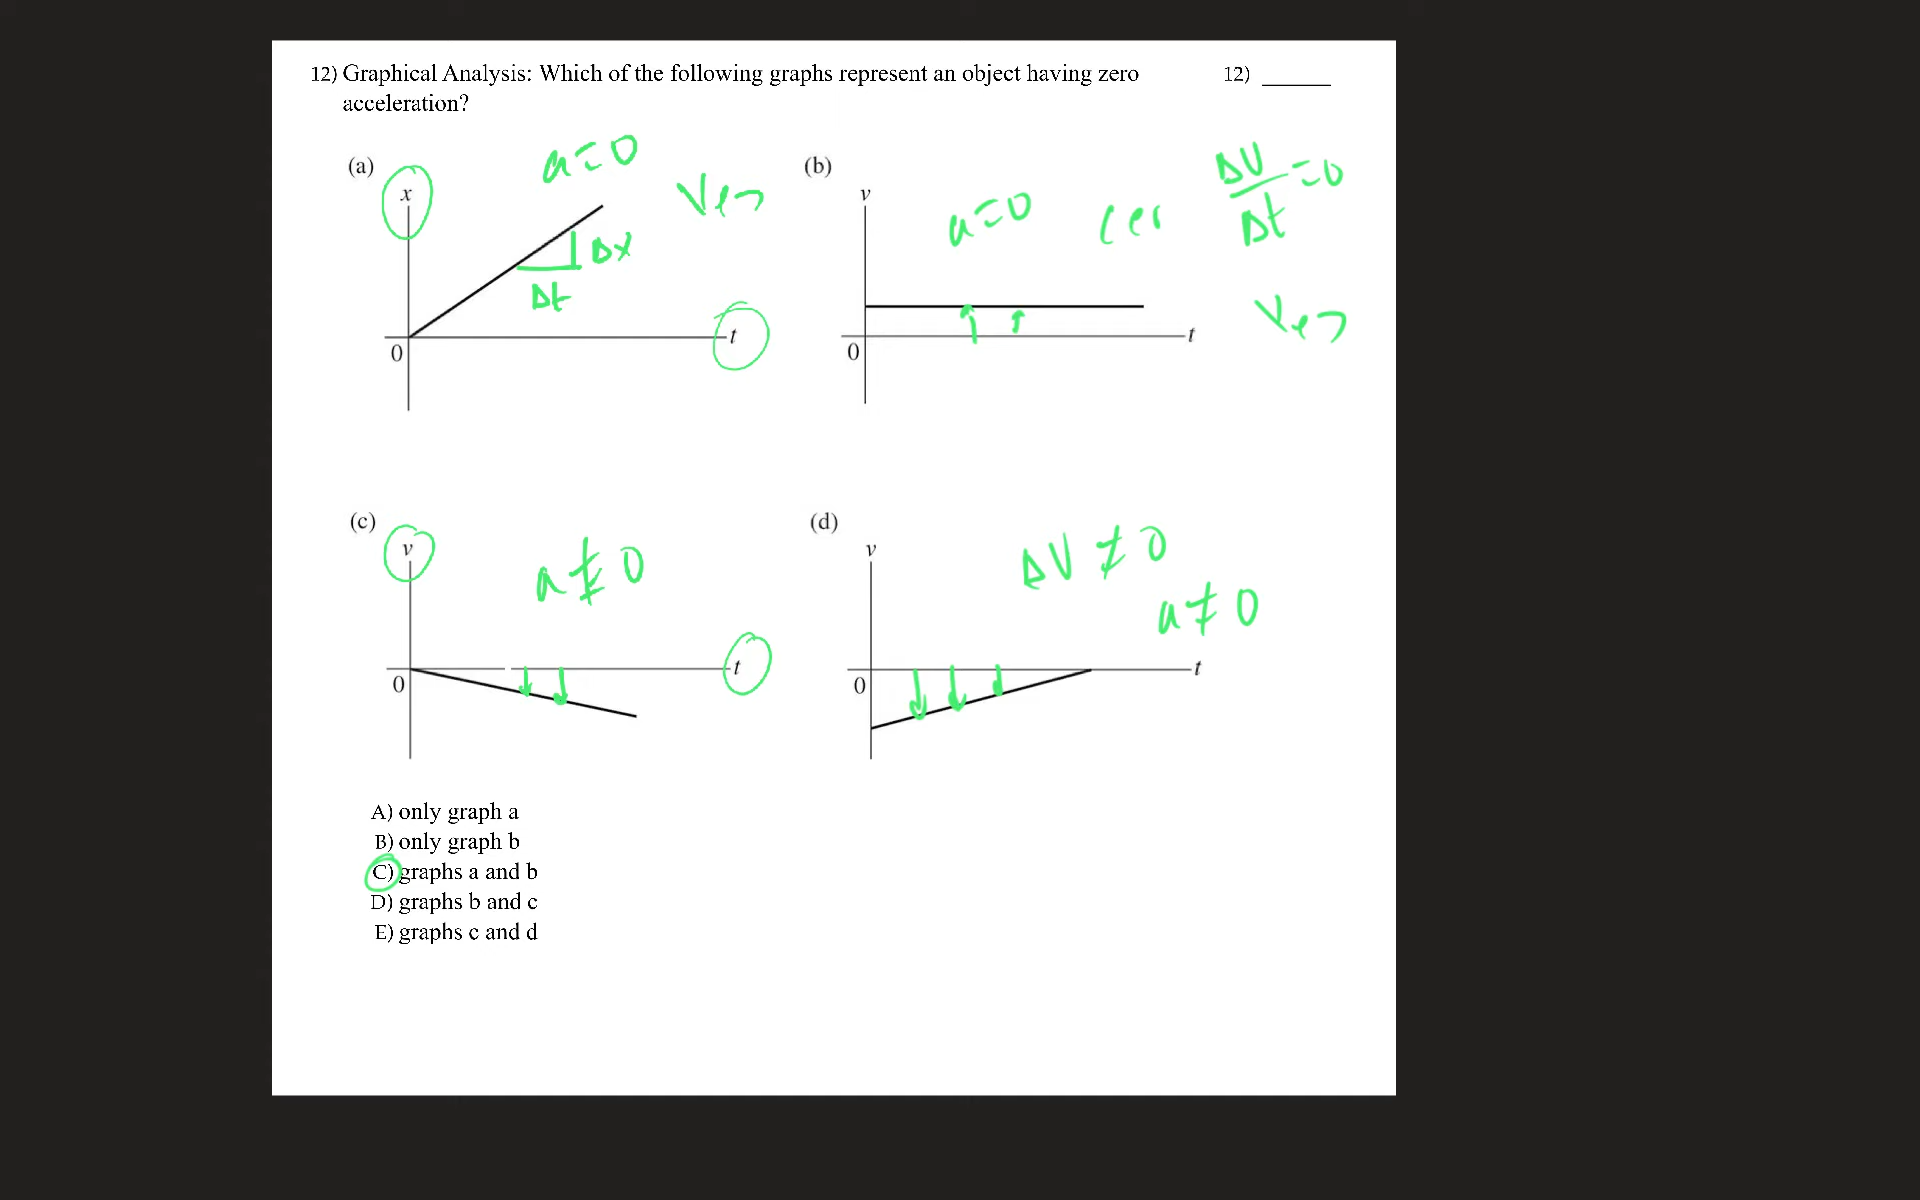 12) Graphical Analysis: Which of the following graphs represent an object having zero
acceleration?
12) ______
(a)
x
a=0
Yes
Δx
Δt
t
0
(b)
v
a=0
ΔV/Δt=0
Yes
t
0
(c)
v
a≠0
t
0
(d)
v
ΔV≠0
a≠0
t
0
A) only graph a
B) only graph b
C) graphs a and b
D) graphs b and c
E) graphs c and d